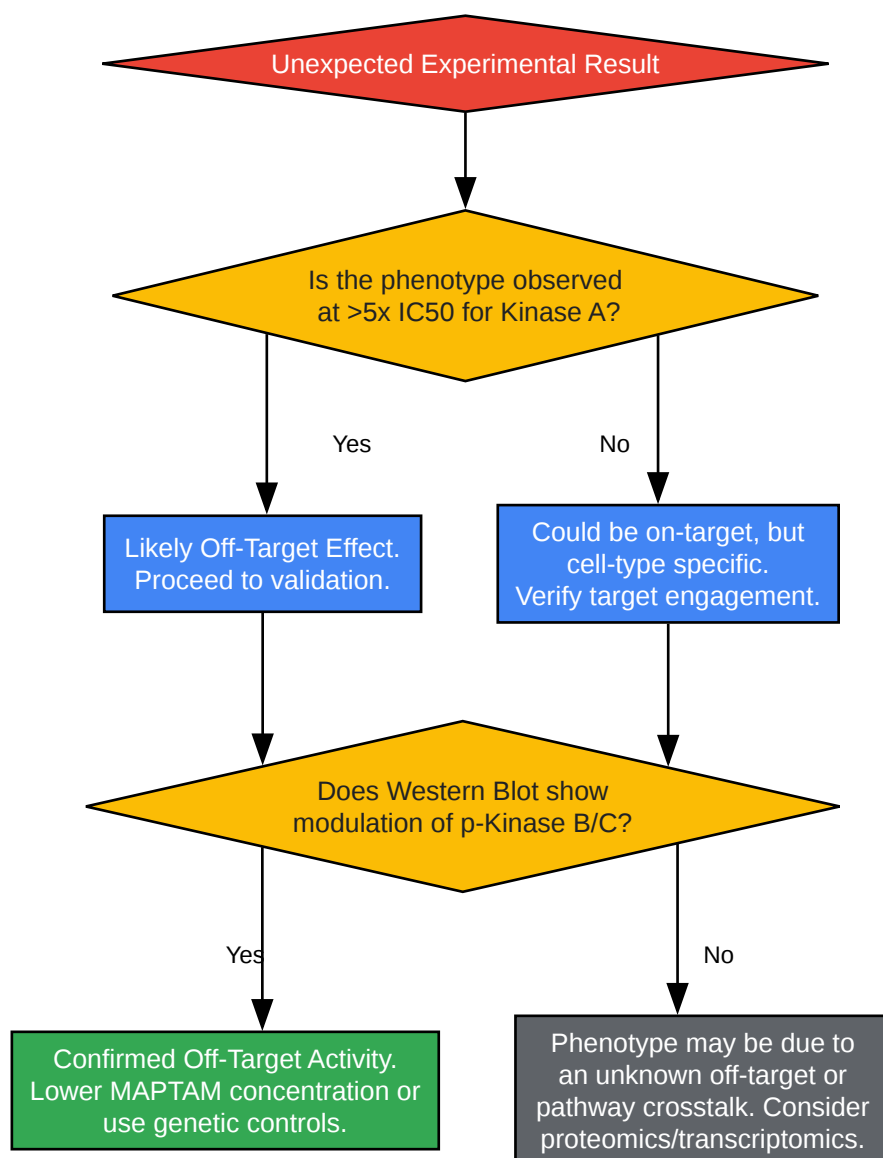 Unexpected Experimental Result
Is the phenotype observed
at >5x IC50 for Kinase A?
Yes
No
Likely Off-Target Effect.
Proceed to validation.
Could be on-target, but
cell-type specific.
Verify target engagement.
Does Western Blot show
modulation of p-Kinase B/C?
Yes
No
Confirmed Off-Target Activity.
Lower MAPTAM concentration or
use genetic controls.
Phenotype may be due to
an unknown off-target or
pathway crosstalk. Consider
proteomics/transcriptomics.